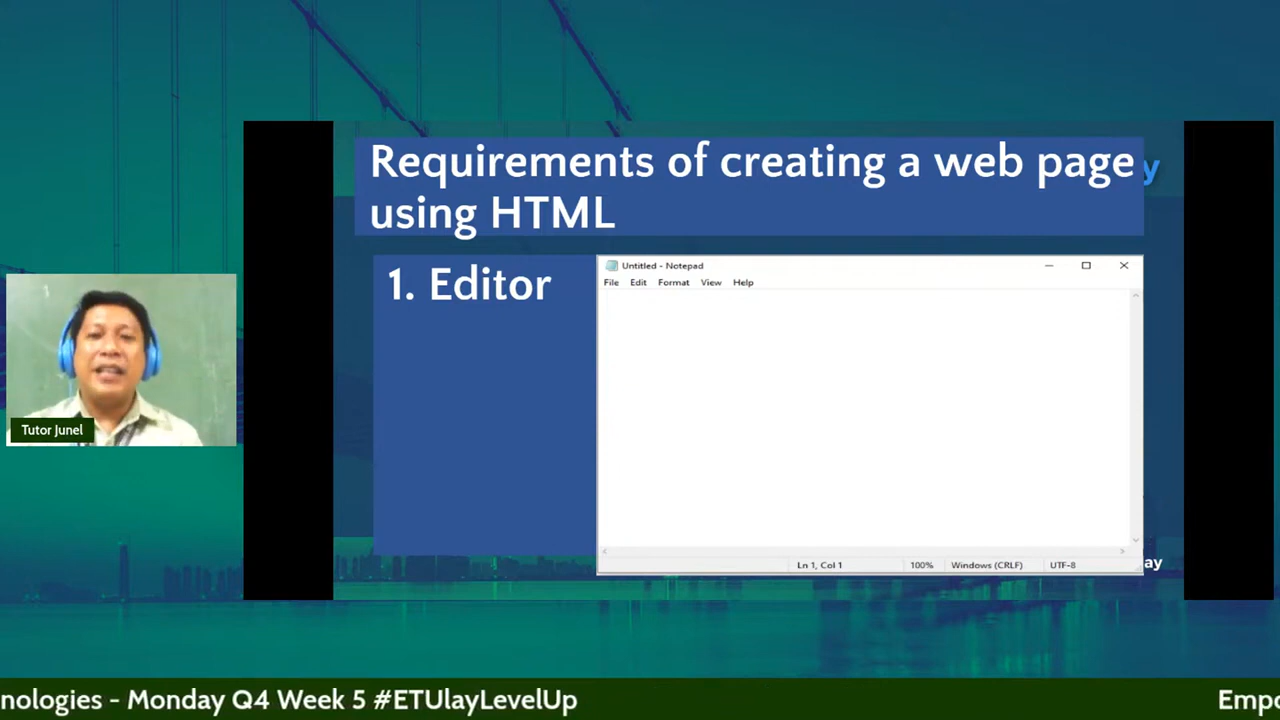 Requirements of creating a web page
using HTML
y
1. Editor
Untitled - Notepad
File Edit Format View Help
Ln 1, Col 1 100% Windows (CRLF) UTF-8
ay
Tutor Junel
nologies - Monday Q4 Week 5 #ETUlayLevelUp Empo